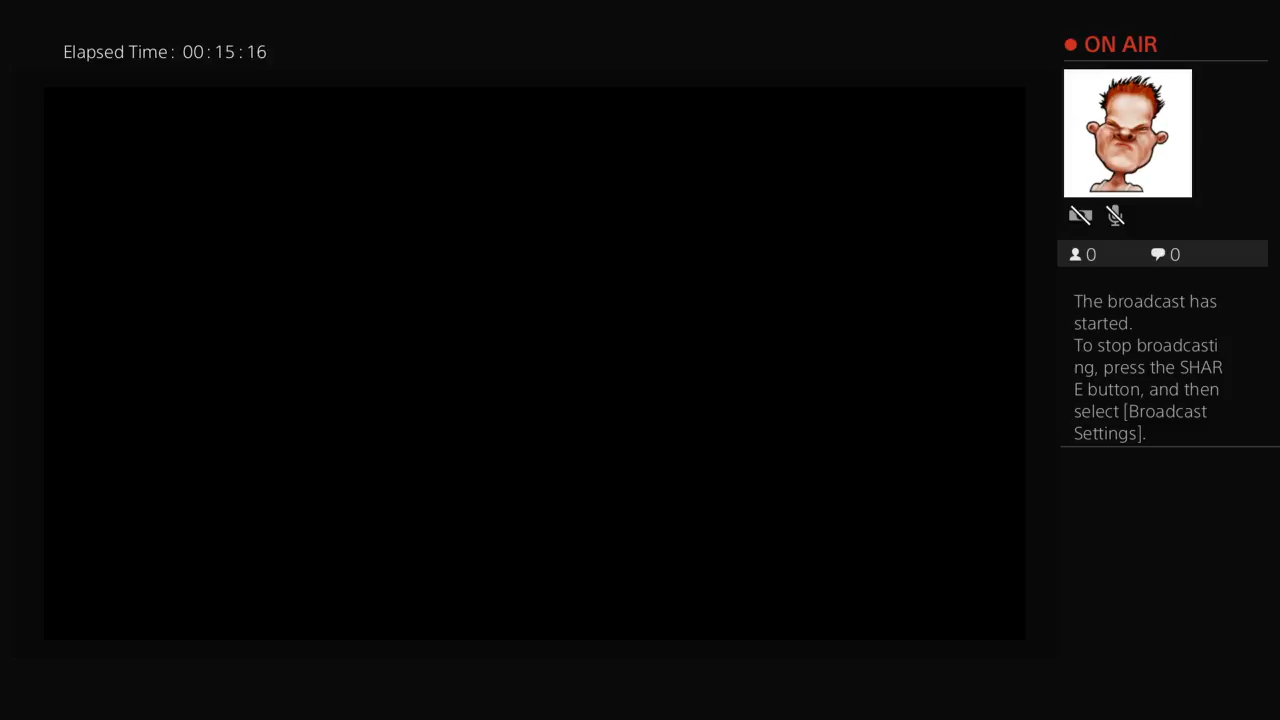 Elapsed Time: 00:15:16
ON AIR
0 0
The broadcast has
started.
To stop broadcasti
ng, press the SHAR
E button, and then
select [Broadcast
Settings].